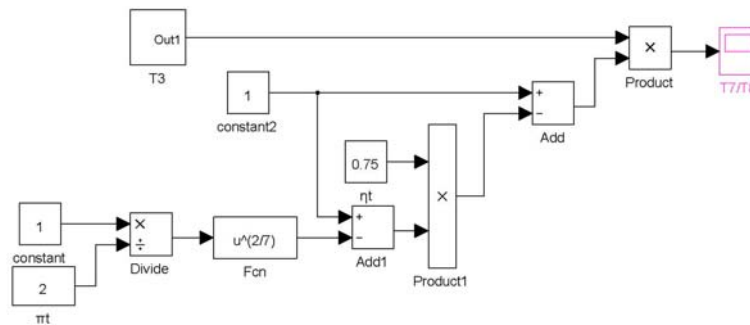 Out1
T3
×
Product
T7/T
1
constant2
+
−
Add
0.75
ηt
×
Product1
1
constant
×
÷
Divide
u^(2/7)
Fcn
+
−
Add1
2
πt